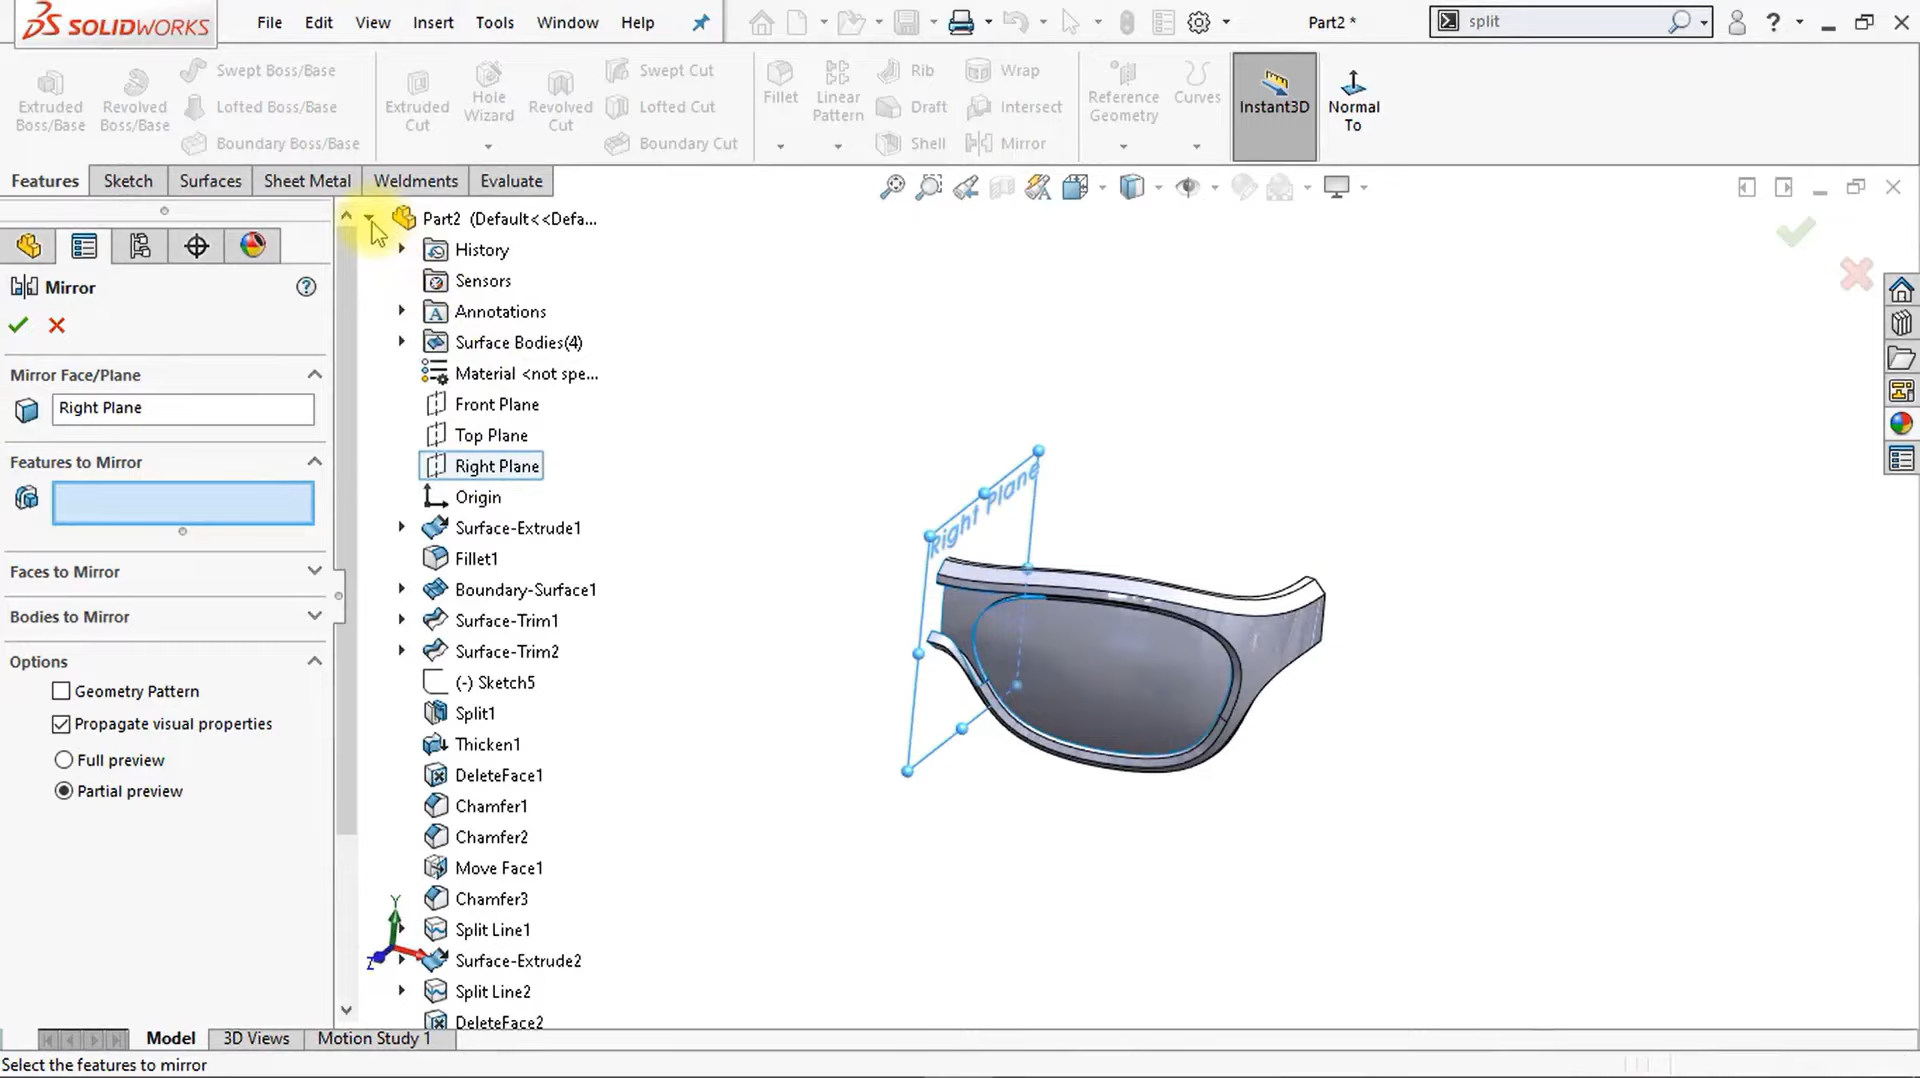 SOLIDWORKS
File Edit View Insert Tools Window Help
Part2 *
split
Extruded Boss/Base
Revolved Boss/Base
Swept Boss/Base
Lofted Boss/Base
Boundary Boss/Base
Extruded Cut
Hole Wizard
Revolved Cut
Swept Cut
Lofted Cut
Boundary Cut
Fillet
Linear Pattern
Rib
Draft
Shell
Wrap
Intersect
Mirror
Reference Geometry
Curves
Instant3D
Normal To
Features Sketch Surfaces Sheet Metal Weldments Evaluate
Mirror
Mirror Face/Plane
Right Plane
Features to Mirror
Faces to Mirror
Bodies to Mirror
Options
Geometry Pattern
Propagate visual properties
Full preview
Partial preview
Part2 (Default<<Defa...
History
Sensors
Annotations
Surface Bodies(4)
Material <not spe...
Front Plane
Top Plane
Right Plane
Origin
Surface-Extrude1
Fillet1
Boundary-Surface1
Surface-Trim1
Surface-Trim2
(-) Sketch5
Split1
Thicken1
DeleteFace1
Chamfer1
Chamfer2
Move Face1
Chamfer3
Split Line1
Surface-Extrude2
Split Line2
DeleteFace2
Y
Z
Right Plane
Model 3D Views Motion Study 1
Select the features to mirror